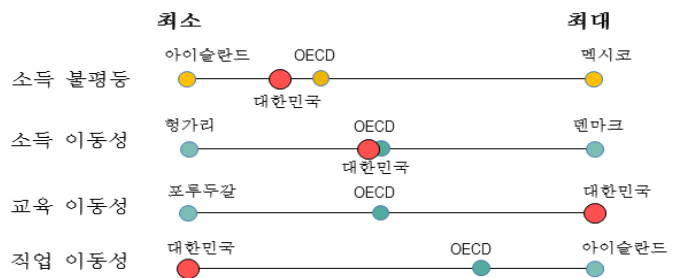 최소 최대
아이슬란드 OECD 멕시코
소득 불평등
대한민국
헝가리 OECD 덴마크
소득 이동성
대한민국
포루두갈 OECD 대한민국
교육 이동성
대한민국 OECD 아이슬란드
직업 이동성